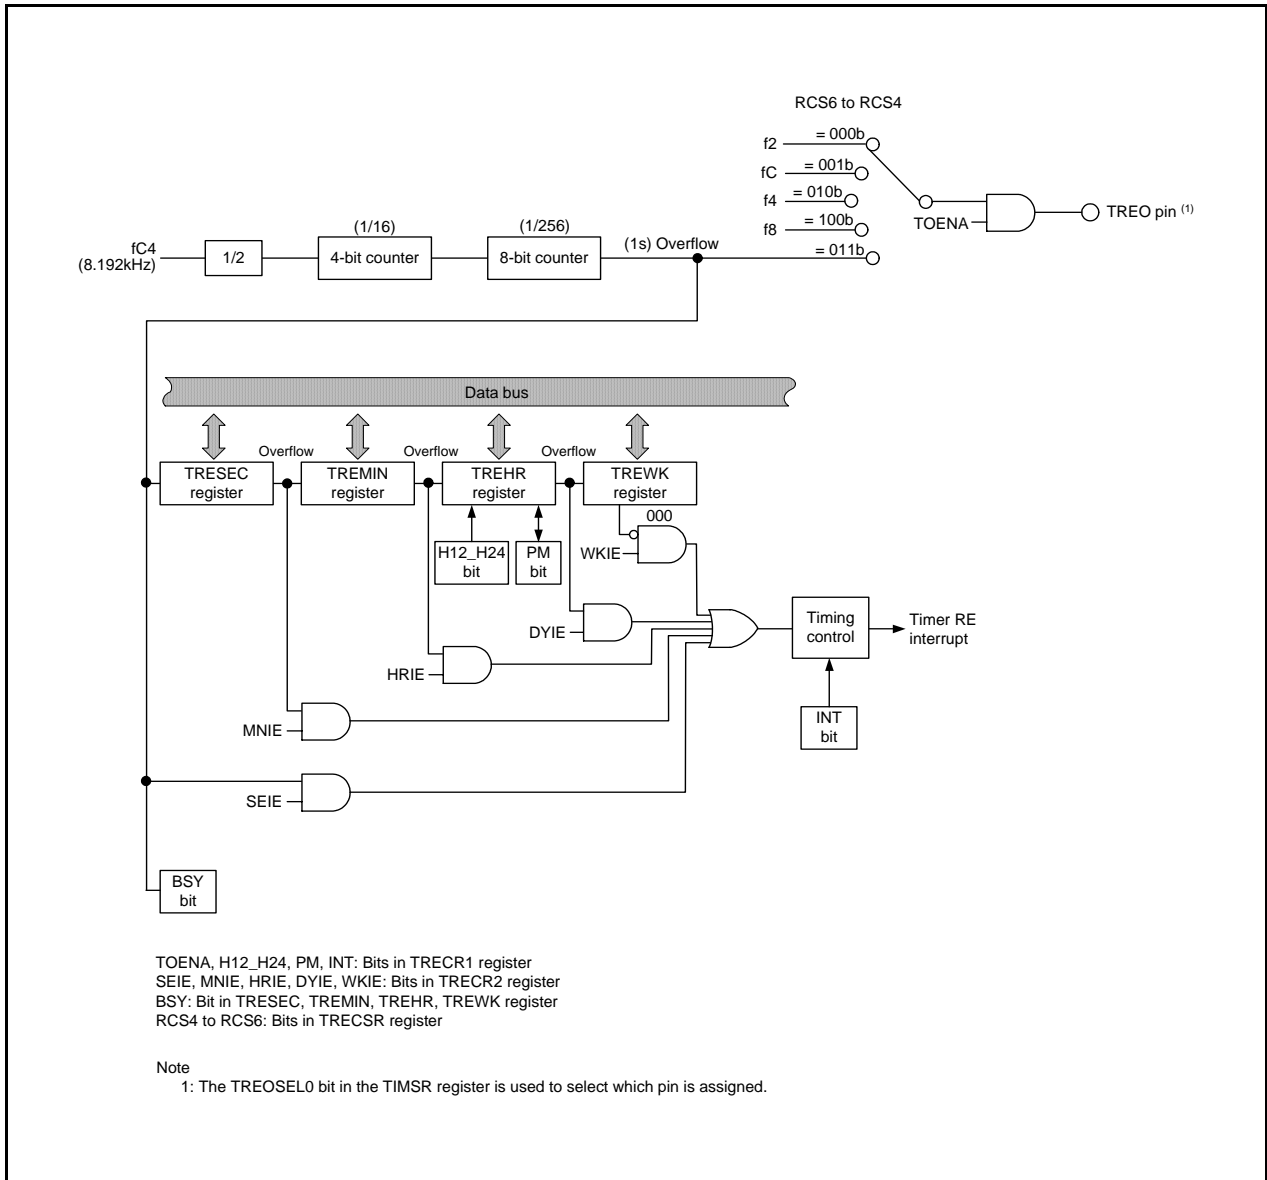 RCS6 to RCS4
f2 = 000b
fC = 001b
f4 = 010b
TOENA
TREO pin (1)
f8 = 100b
= 011b
fC4
(8.192kHz)
1/2
(1/16)
4-bit counter
(1/256)
8-bit counter
(1s) Overflow
Data bus
TRESEC
register
Overflow
TREMIN
register
Overflow
TREHR
register
Overflow
TREWK
register
000
H12_H24
bit
PM
bit
WKIE
DYIE
HRIE
MNIE
SEIE
Timing
control
Timer RE
interrupt
INT
bit
BSY
bit
TOENA, H12_H24, PM, INT: Bits in TRECR1 register
SEIE, MNIE, HRIE, DYIE, WKIE: Bits in TRECR2 register
BSY: Bit in TRESEC, TREMIN, TREHR, TREWK register
RCS4 to RCS6: Bits in TRECSR register
Note
1: The TREOSEL0 bit in the TIMSR register is used to select which pin is assigned.